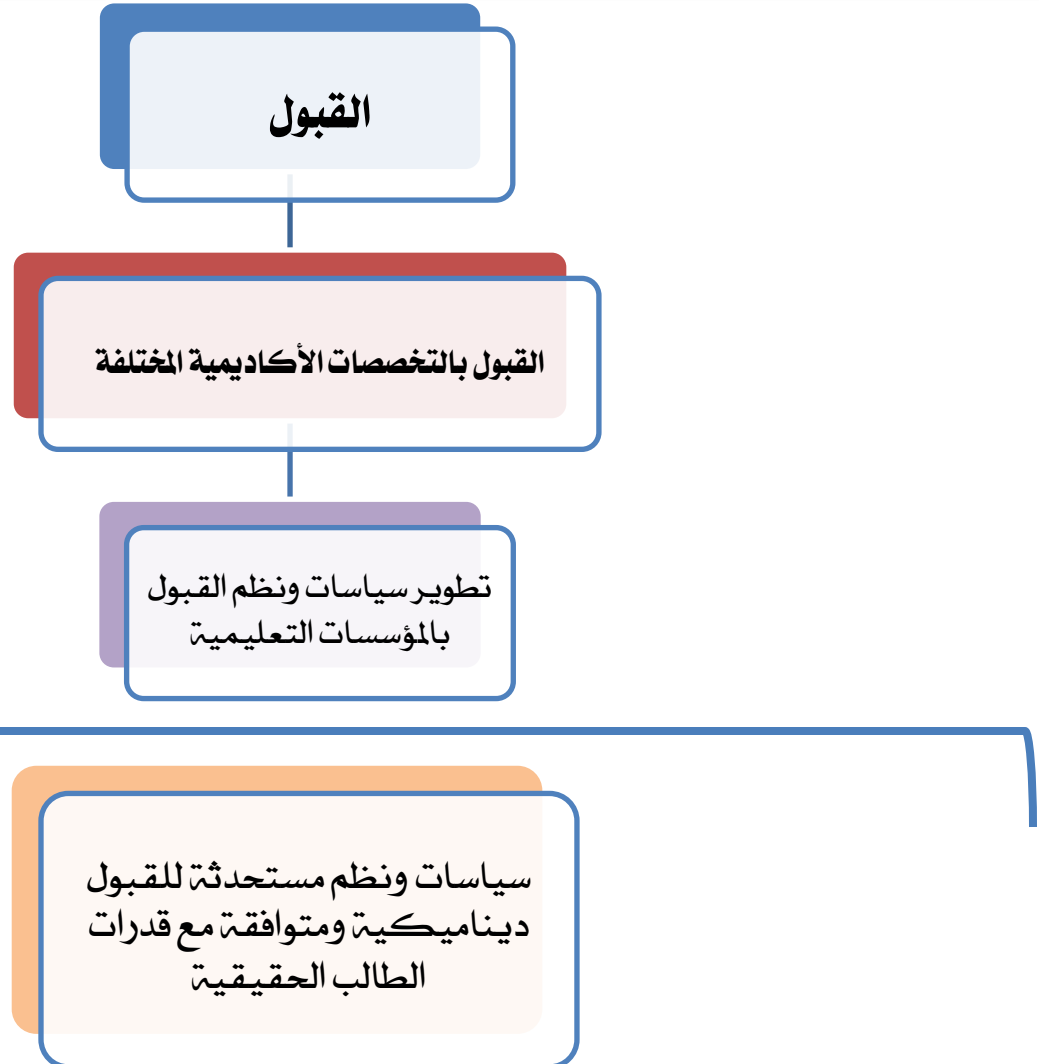 القبول
القبول بالتخصصات الأكاديمية المختلفة
تطوير سياسات ونظم القبول
بالمؤسسات التعليمية
سياسات ونظم مستحدثة للقبول
ديناميكية ومتوافقة مع قدرات
الطالب الحقيقية